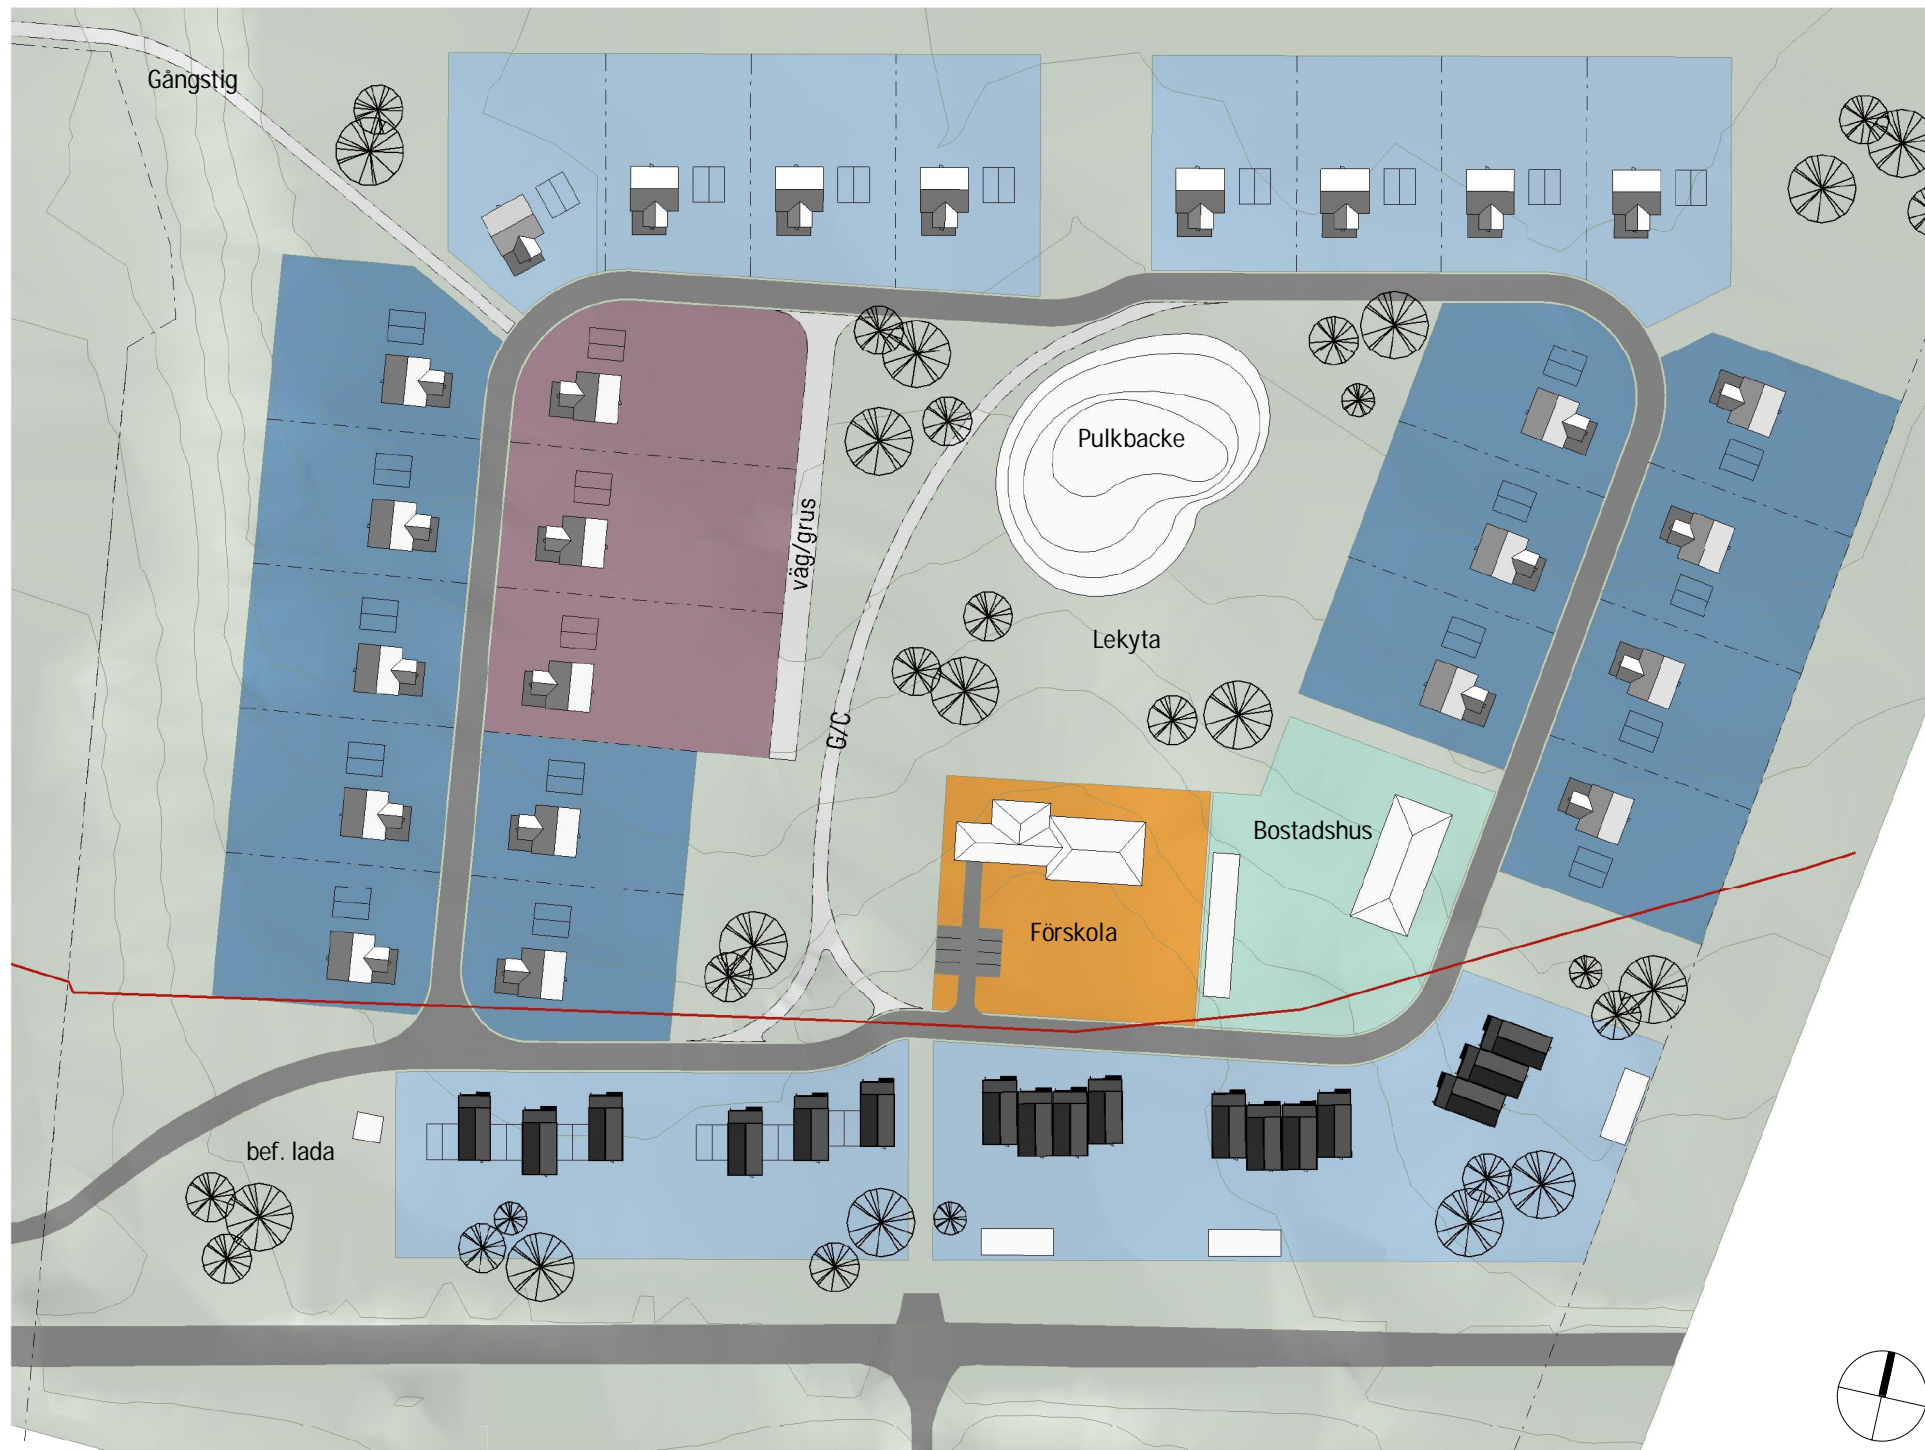 Gångstig
Pulkbacke
väg/grus
Lekyta
G/C
Bostadshus
Förskola
bef. lada